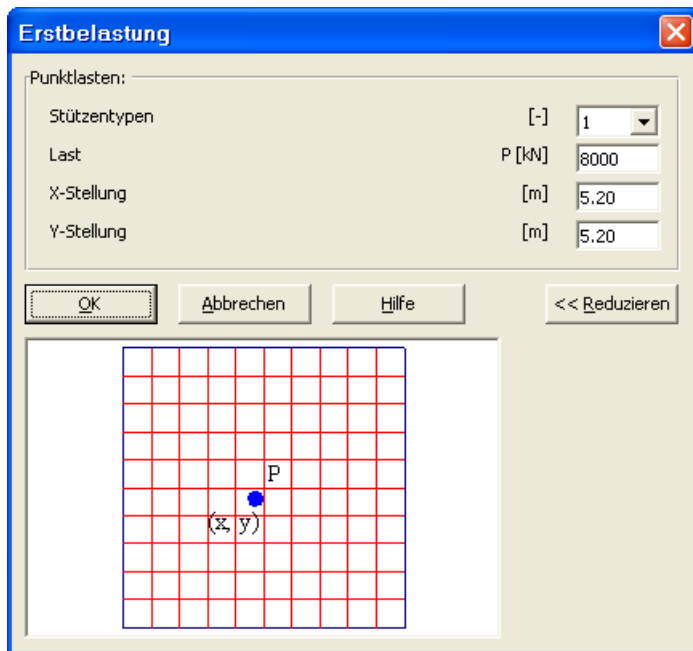 Erstbelastung
Punktlasten:
Stützentypen [-] 1
Last P [kN] 8000
X-Stellung [m] 5.20
Y-Stellung [m] 5.20
OK Abbrechen Hilfe << Reduzieren
P
(x, y)